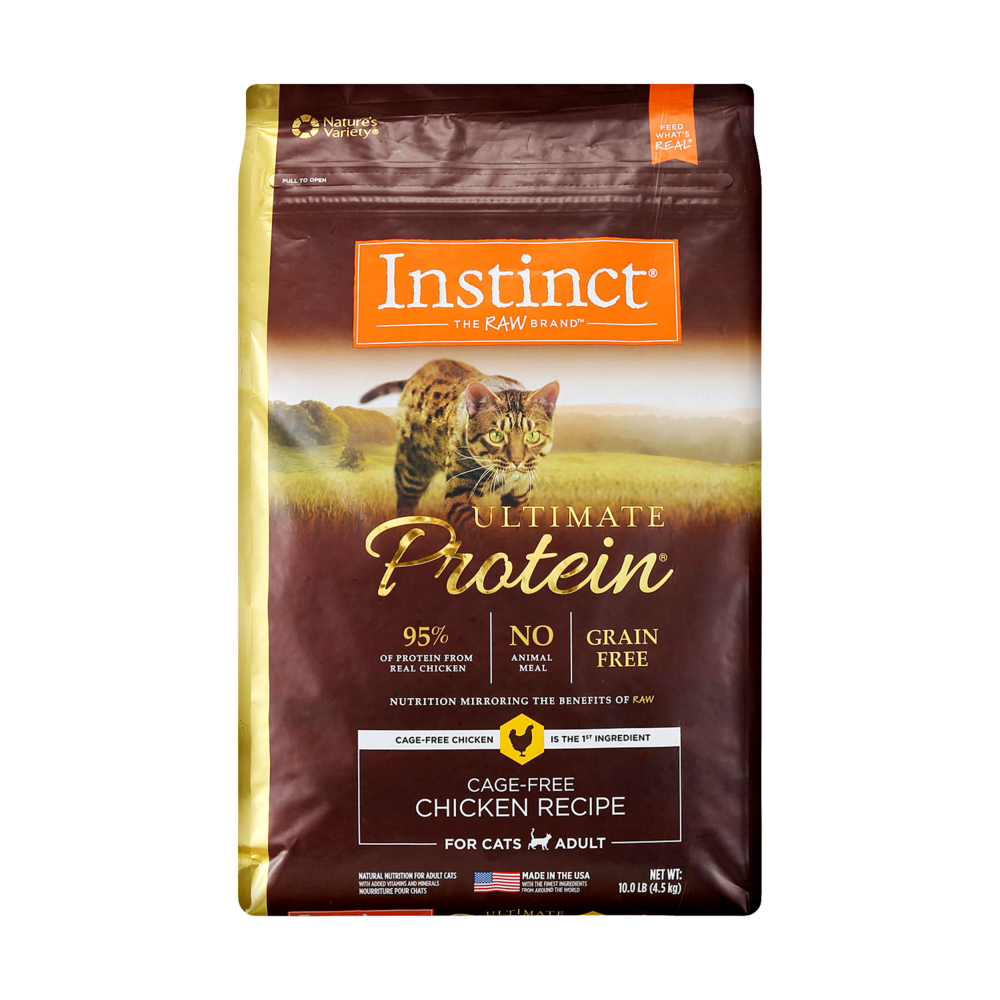 Nature's
Variety®
FEED
WHAT'S
REAL®
PULL TO OPEN
Instinct®
THE RAW BRAND™
ULTIMATE
Protein®
95%
OF PROTEIN FROM
REAL CHICKEN
NO
ANIMAL
MEAL
GRAIN
FREE
NUTRITION MIRRORING THE BENEFITS OF RAW
CAGE-FREE CHICKEN IS THE 1ST INGREDIENT
CAGE-FREE
CHICKEN RECIPE
FOR CATS ADULT
NATURAL NUTRITION FOR ADULT CATS
WITH ADDED VITAMINS AND MINERALS
NOURRITURE POUR CHATS
MADE IN THE USA
WITH THE FINEST INGREDIENTS
FROM AROUND THE WORLD
NET WT:
10.0 LB (4.5 kg)
Instinct
ULTIMATE